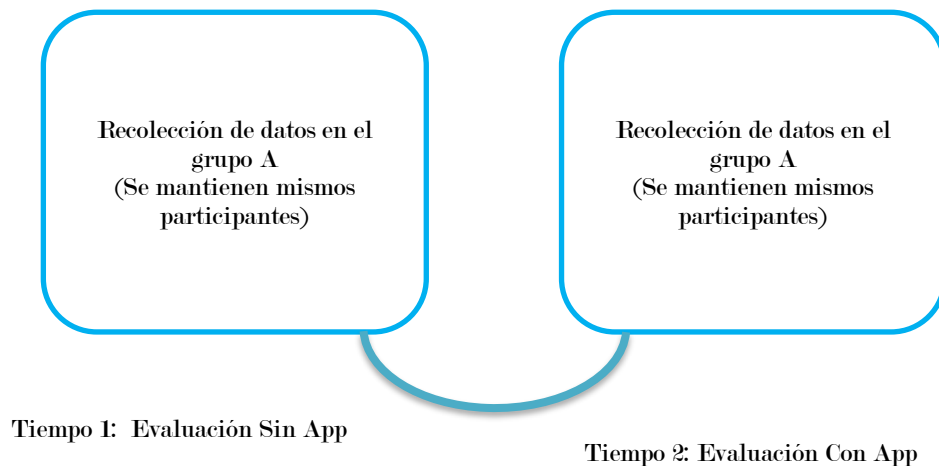 Recolección de datos en el
grupo A
(Se mantienen mismos
participantes)
Recolección de datos en el
grupo A
(Se mantienen mismos
participantes)
Tiempo 1:  Evaluación Sin App
Tiempo 2: Evaluación Con App